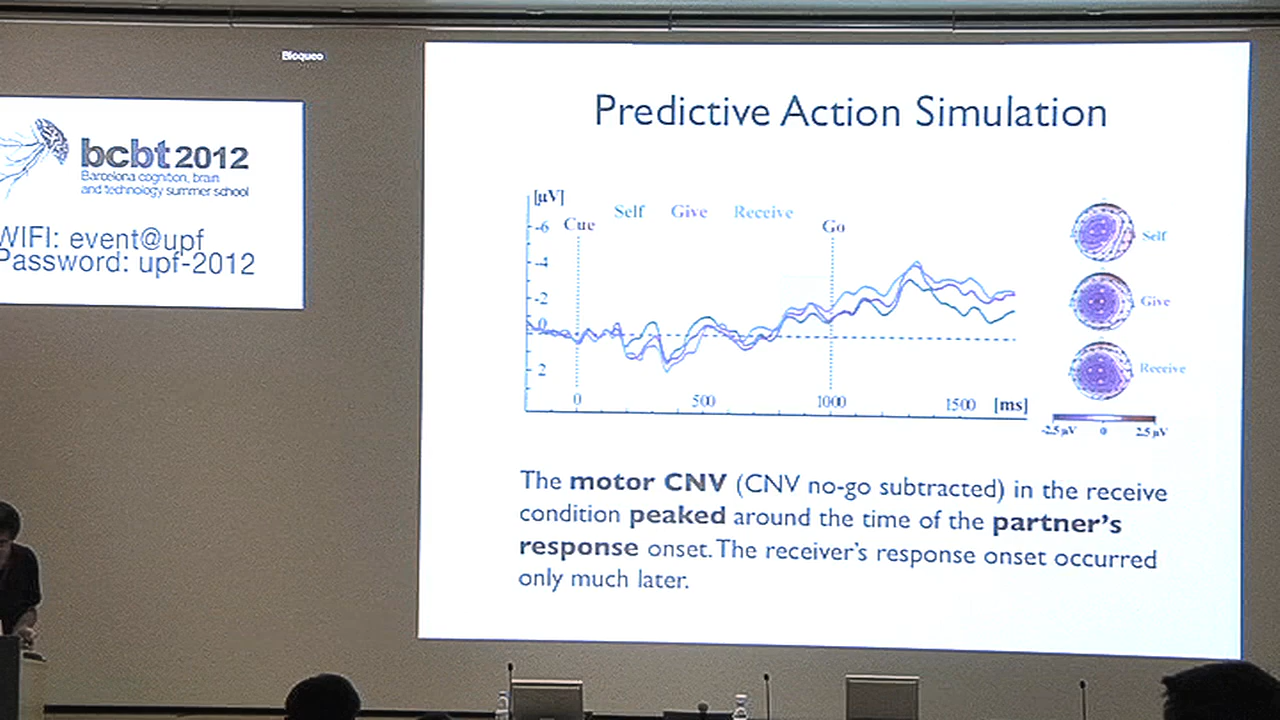 Bloqueo
bcbt 2012
Barcelona cognition, brain
and technology summer school
WIFI: event@upf
Password: upf-2012
Predictive Action Simulation
[µV]
Self Give Receive
Cue
Go
-6
-4
-2
0
2
0 500 1000 1500 [ms]
Self
Give
Receive
-2.5 µV 0 2.5 µV
The motor CNV (CNV no-go subtracted) in the receive
condition peaked around the time of the partner's
response onset. The receiver's response onset occurred
only much later.